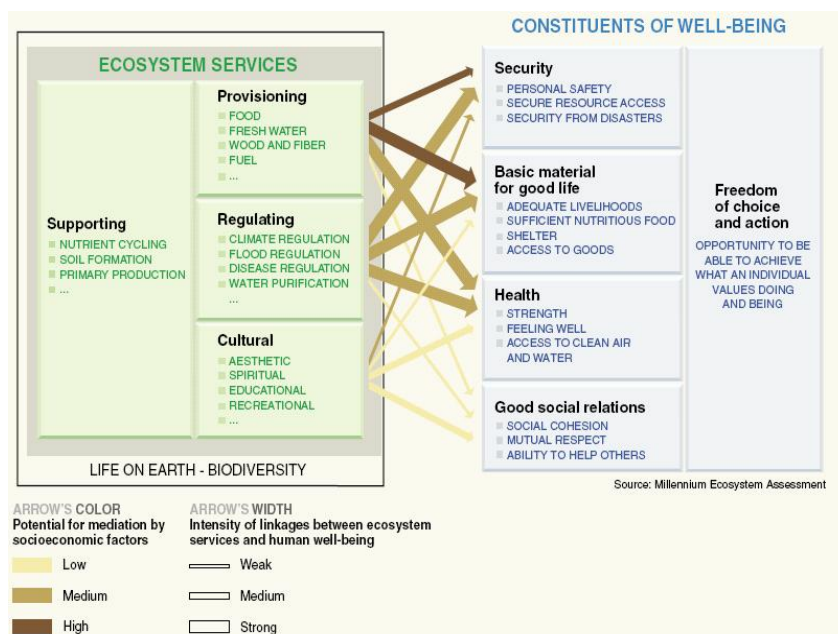 CONSTITUENTS OF WELL-BEING
ECOSYSTEM SERVICES
Supporting
NUTRIENT CYCLING
SOIL FORMATION
PRIMARY PRODUCTION
...
Provisioning
FOOD
FRESH WATER
WOOD AND FIBER
FUEL
...
Regulating
CLIMATE REGULATION
FLOOD REGULATION
DISEASE REGULATION
WATER PURIFICATION
...
Cultural
AESTHETIC
SPIRITUAL
EDUCATIONAL
RECREATIONAL
...
LIFE ON EARTH - BIODIVERSITY
Security
PERSONAL SAFETY
SECURE RESOURCE ACCESS
SECURITY FROM DISASTERS
Basic material
for good life
ADEQUATE LIVELIHOODS
SUFFICIENT NUTRITIOUS FOOD
SHELTER
ACCESS TO GOODS
Health
STRENGTH
FEELING WELL
ACCESS TO CLEAN AIR
AND WATER
Good social relations
SOCIAL COHESION
MUTUAL RESPECT
ABILITY TO HELP OTHERS
Freedom
of choice
and action
OPPORTUNITY TO BE
ABLE TO ACHIEVE
WHAT AN INDIVIDUAL
VALUES DOING
AND BEING
Source: Millennium Ecosystem Assessment
ARROW'S COLOR
Potential for mediation by
socioeconomic factors
Low
Medium
High
ARROW'S WIDTH
Intensity of linkages between ecosystem
services and human well-being
Weak
Medium
Strong